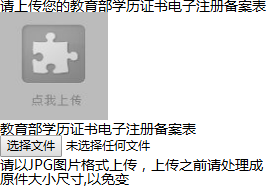 请上传您的教育部学历证书电子注册备案表
点我上传
教育部学历证书电子注册备案表
选择文件 未选择任何文件
请以JPG图片格式上传，上传之前请处理成
原件大小尺寸,以免变